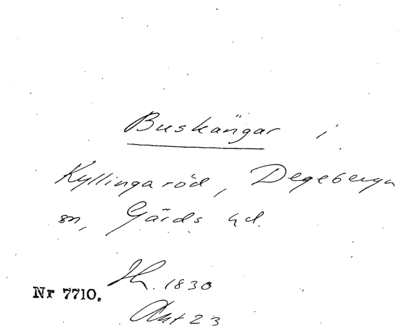 Buskängar i
Kyllingaröd, Degeberga
sn, Gärds hd.
H. 1830
Nr 7710.
Akt 23